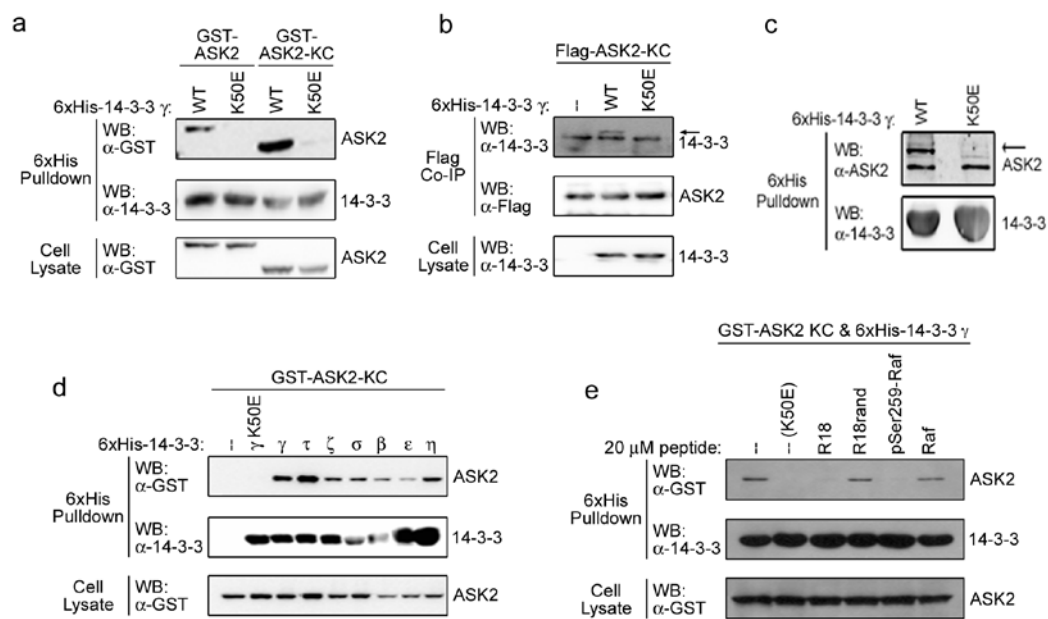 a
GST-
ASK2
GST-
ASK2-KC
6xHis-14-3-3 γ:
WT
K50E
WT
K50E
6xHis
Pulldown
WB:
α-GST
ASK2
WB:
α-14-3-3
14-3-3
Cell
Lysate
WB:
α-GST
ASK2
b
Flag-ASK2-KC
6xHis-14-3-3 γ:
–
WT
K50E
Flag
Co-IP
WB:
α-14-3-3
14-3-3
WB:
α-Flag
ASK2
Cell
Lysate
WB:
α-14-3-3
14-3-3
c
6xHis-14-3-3 γ:
WT
K50E
6xHis
Pulldown
WB:
α-ASK2
ASK2
WB:
α-14-3-3
14-3-3
d
GST-ASK2-KC
6xHis-14-3-3:
–
γ K50E
γ τ ζ σ β ε η
6xHis
Pulldown
WB:
α-GST
ASK2
WB:
α-14-3-3
14-3-3
Cell
Lysate
WB:
α-GST
ASK2
e
GST-ASK2 KC & 6xHis-14-3-3 γ
20 μM peptide:
--
-- (K50E)
R18
R18rand
pSer259-Raf
Raf
6xHis
Pulldown
WB:
α-GST
ASK2
WB:
α-14-3-3
14-3-3
Cell
Lysate
WB:
α-GST
ASK2